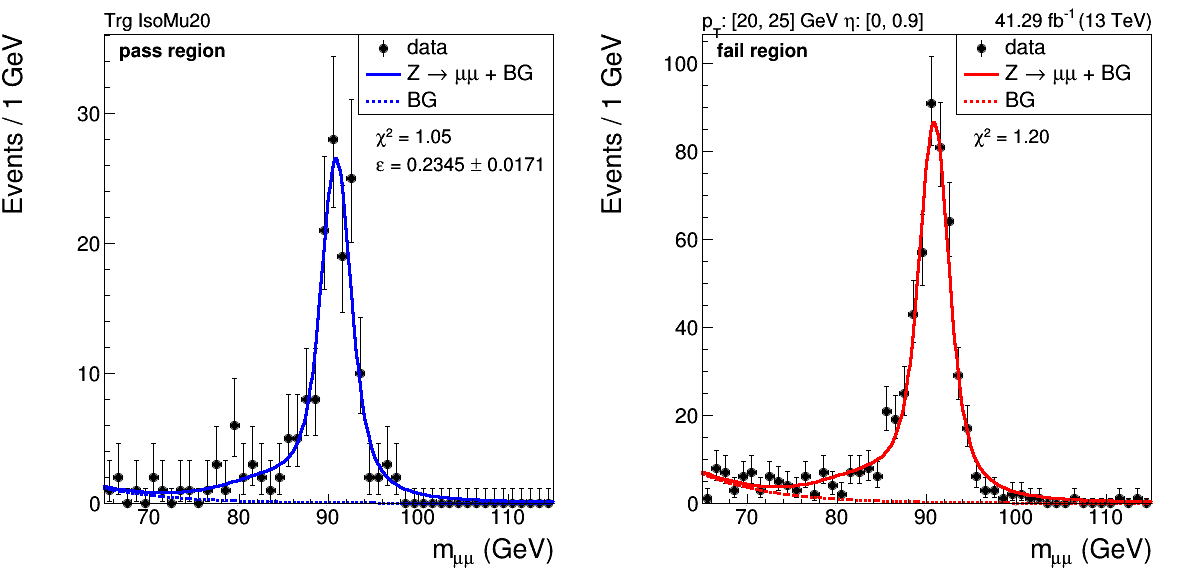 Trg IsoMu20
pass region
data
Z → μμ + BG
BG
χ² = 1.05
ε = 0.2345 ± 0.0171
Events / 1 GeV
30
20
10
0
70 80 90 100 110
m_μμ (GeV)
p_T: [20, 25] GeV η: [0, 0.9] 41.29 fb⁻¹ (13 TeV)
fail region
data
Z → μμ + BG
BG
χ² = 1.20
Events / 1 GeV
100
80
60
40
20
0
70 80 90 100 110
m_μμ (GeV)